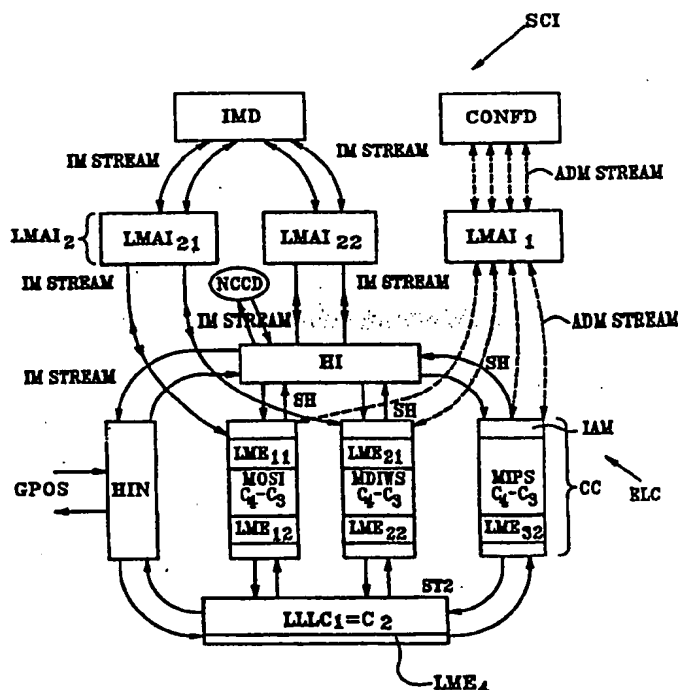 SCI
IMD
CONFD
IM STREAM
IM STREAM
ADM STREAM
LMAI2
LMAI21
LMAI22
LMAI1
IM STREAM
NCCD
IM STREAM
IM STREAM
ADM STREAM
HI
IM STREAM
SH
SH
SH
IAM
LME11
LME21
GPOS
HIN
MOSI
C4-C3
MDIWS
C4-C3
MIPS
C4-C3
CC
ELC
LME12
LME22
LME32
ST2
LLLC1=C2
LME4